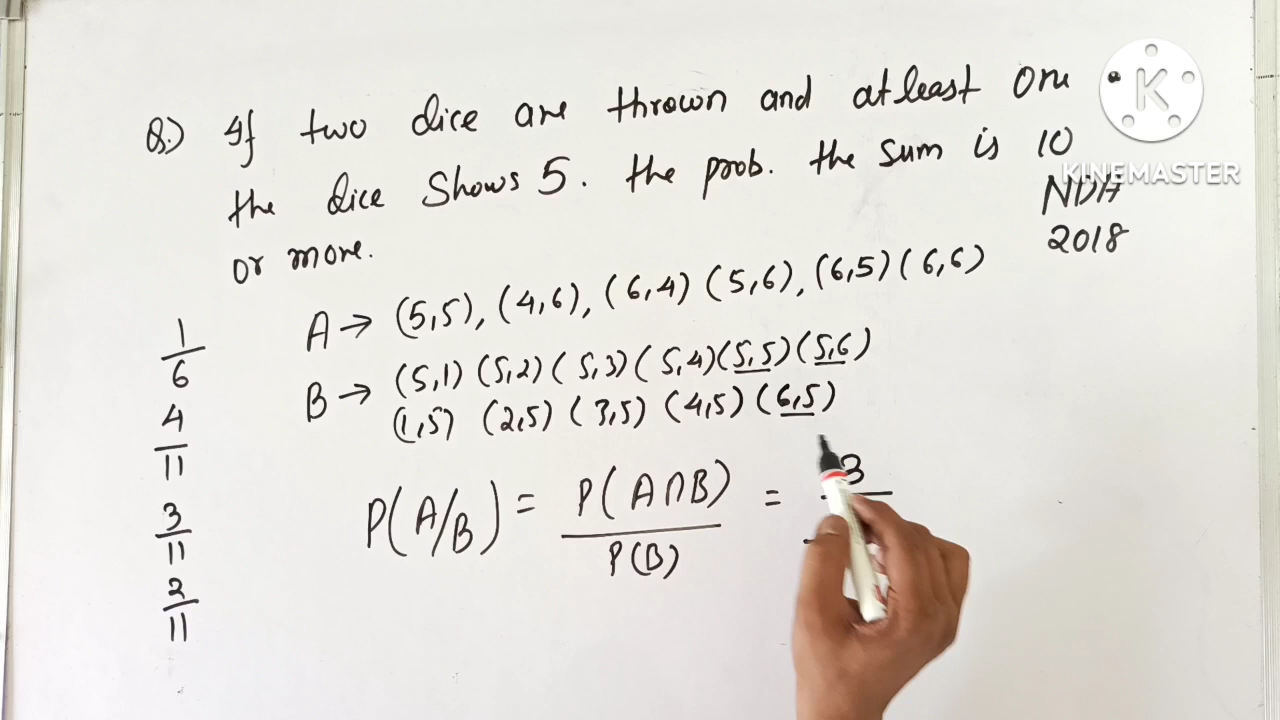 Q.) If two dice are thrown and atleast one
the dice shows 5. the prob. the sum is 10
or more.
K
KINEMASTER
NDA
2018
A → (5,5), (4,6), (6,4) (5,6), (6,5) (6,6)
B → (5,1) (5,2) (5,3) (5,4) (5,5) (5,6)
(1,5) (2,5) (3,5) (4,5) (6,5)
1/6
4/11
3/11
2/11
P(A/B) = P(A∩B)/P(B) = 3